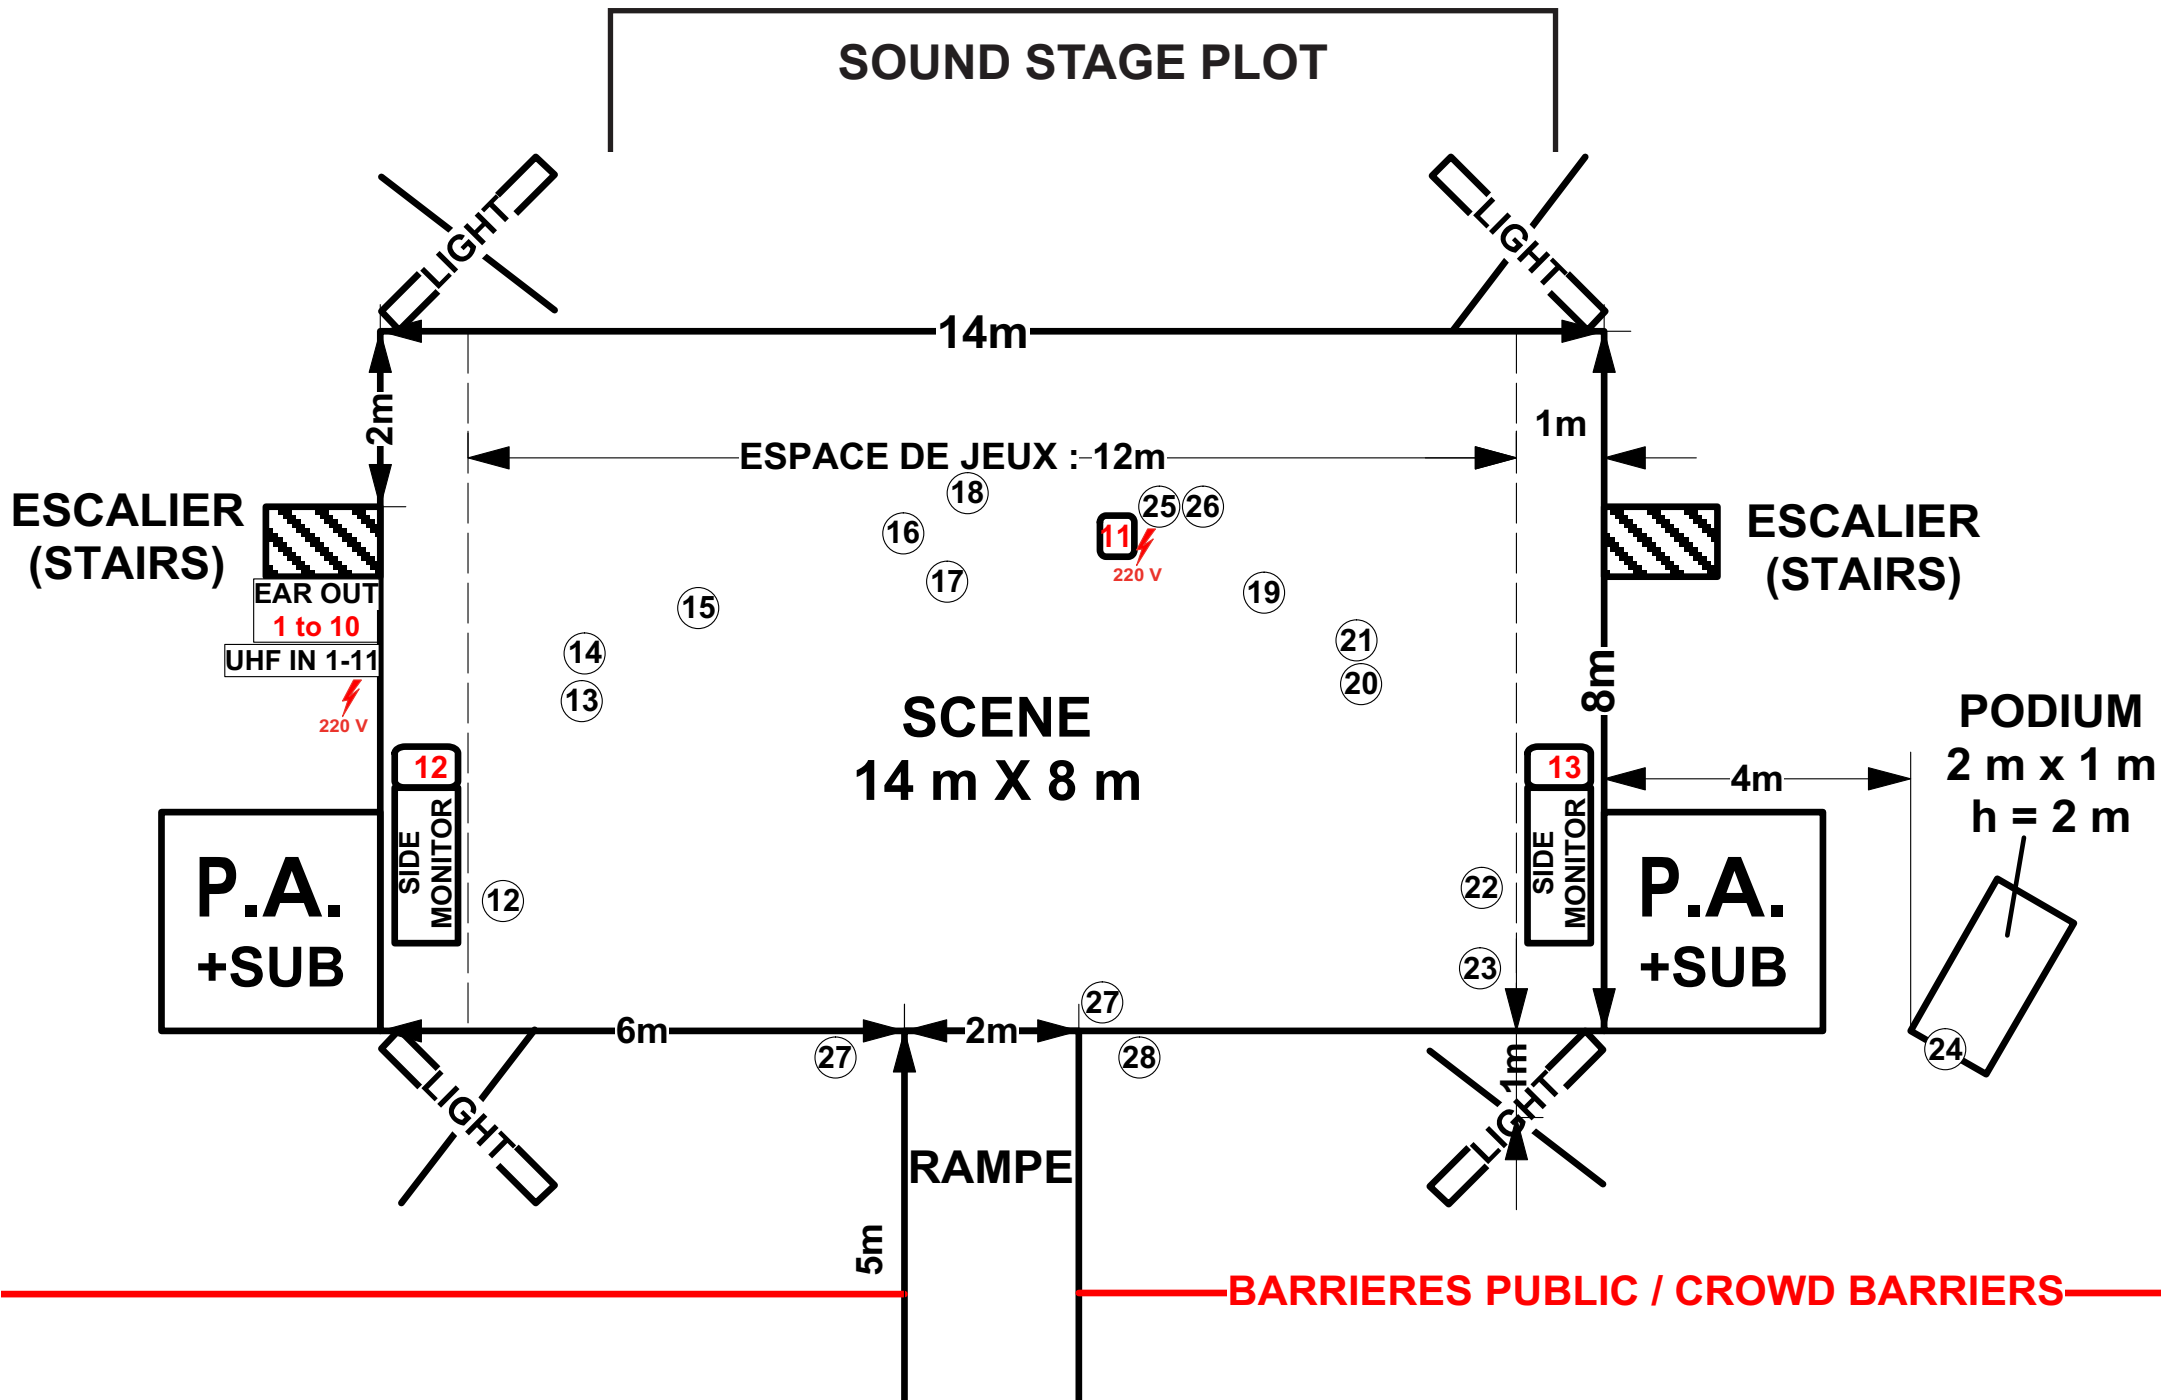 SOUND STAGE PLOT
LIGHT
LIGHT
14m
2m
1m
ESPACE DE JEUX : 12m
18
25
26
16
11
220 V
17
19
15
ESCALIER
(STAIRS)
ESCALIER
(STAIRS)
EAR OUT
1 to 10
UHF IN 1-11
220 V
14
13
21
20
8m
SCENE
14 m X 8 m
PODIUM
2 m x 1 m
h = 2 m
4m
12
SIDE
MONITOR
13
SIDE
MONITOR
P.A.
+SUB
12
22
23
P.A.
+SUB
6m
2m
27
27
28
24
1m
LIGHT
LIGHT
RAMPE
5m
BARRIERES PUBLIC / CROWD BARRIERS